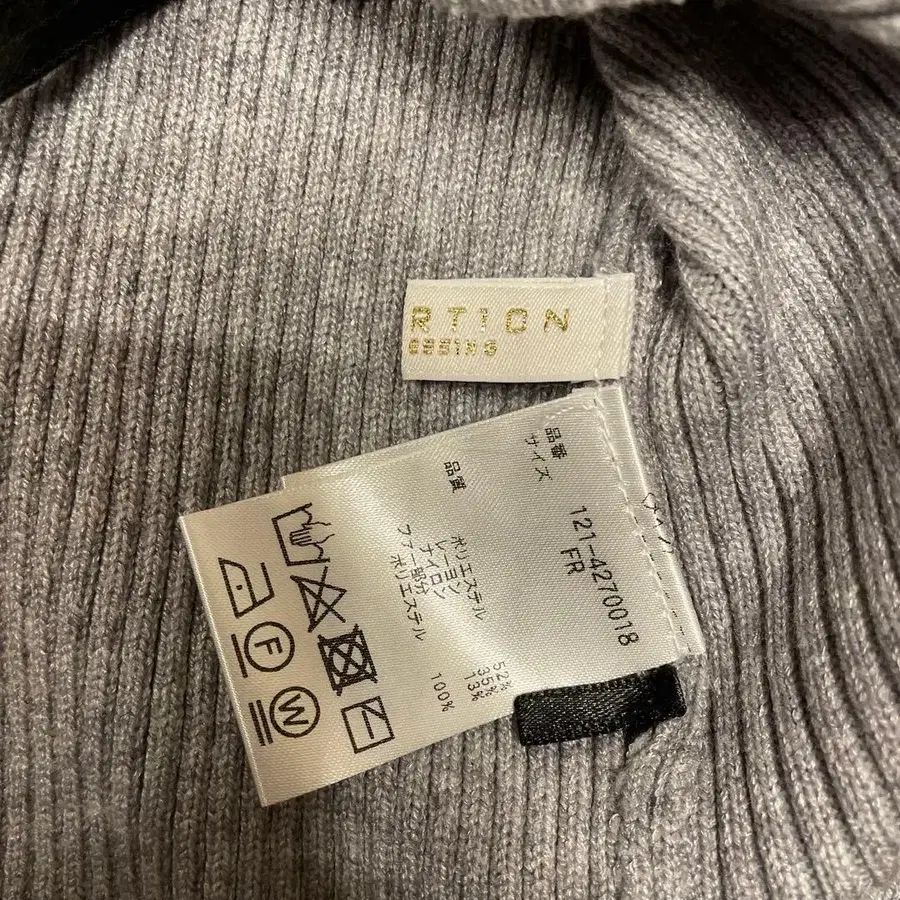 RTION
ESSING
品番 121-4270018
サイズ FR
品質
ポリエステル 52%
レーヨン 35%
ナイロン 13%
ファー部分
ポリエステル 100%
F
W